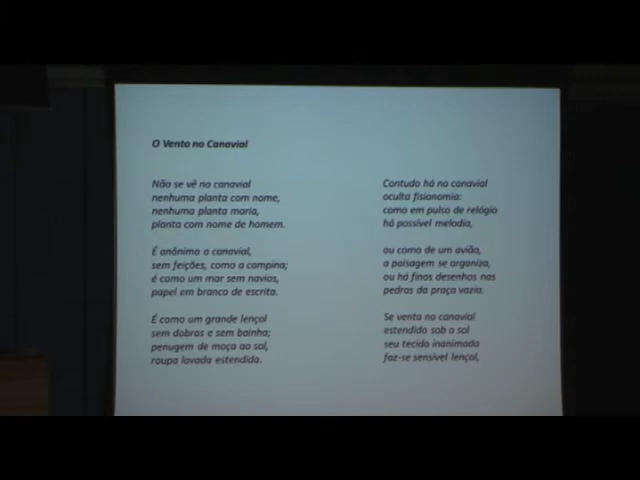 O Vento no Canavial
Não se vê no canavial
nenhuma planta com nome,
nenhuma planta maria,
planta com nome de homem.
É anônimo o canavial,
sem feições, como a campina;
é como um mar sem navios,
papel em branco de escrita.
É como um grande lençol
sem dobras e sem bainha;
penugem de moça ao sol,
roupa lavada estendida.
Contudo há no canavial
oculta fisionomia:
como em pulso de relógio
há possível melodia,
ou como de um avião,
a paisagem se organiza,
ou há finos desenhos nas
pedras da praça vazia.
Se venta no canavial
estendido sob o sol
seu tecido inanimado
faz-se sensível lençol,